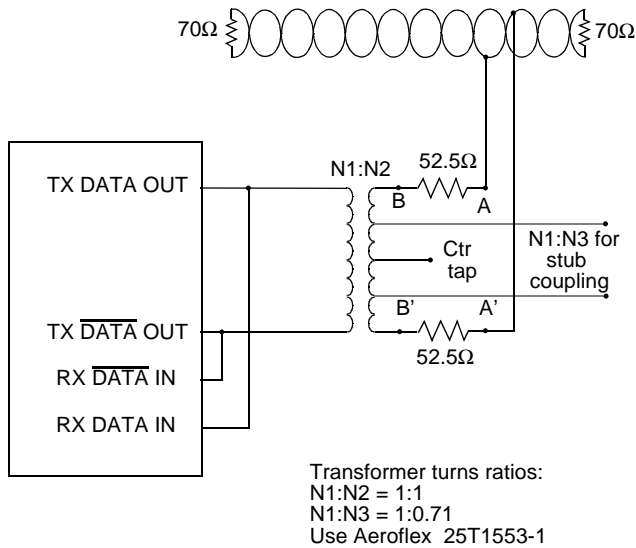 70Ω
70Ω
N1:N2
52.5Ω
TX DATA OUT
B
A
Ctr
tap
N1:N3 for
stub
coupling
B'
A'
TX D̅A̅T̅A̅ OUT
52.5Ω
RX D̅A̅T̅A̅ IN
RX DATA IN
Transformer turns ratios:
N1:N2 = 1:1
N1:N3 = 1:0.71
Use Aeroflex 25T1553-1